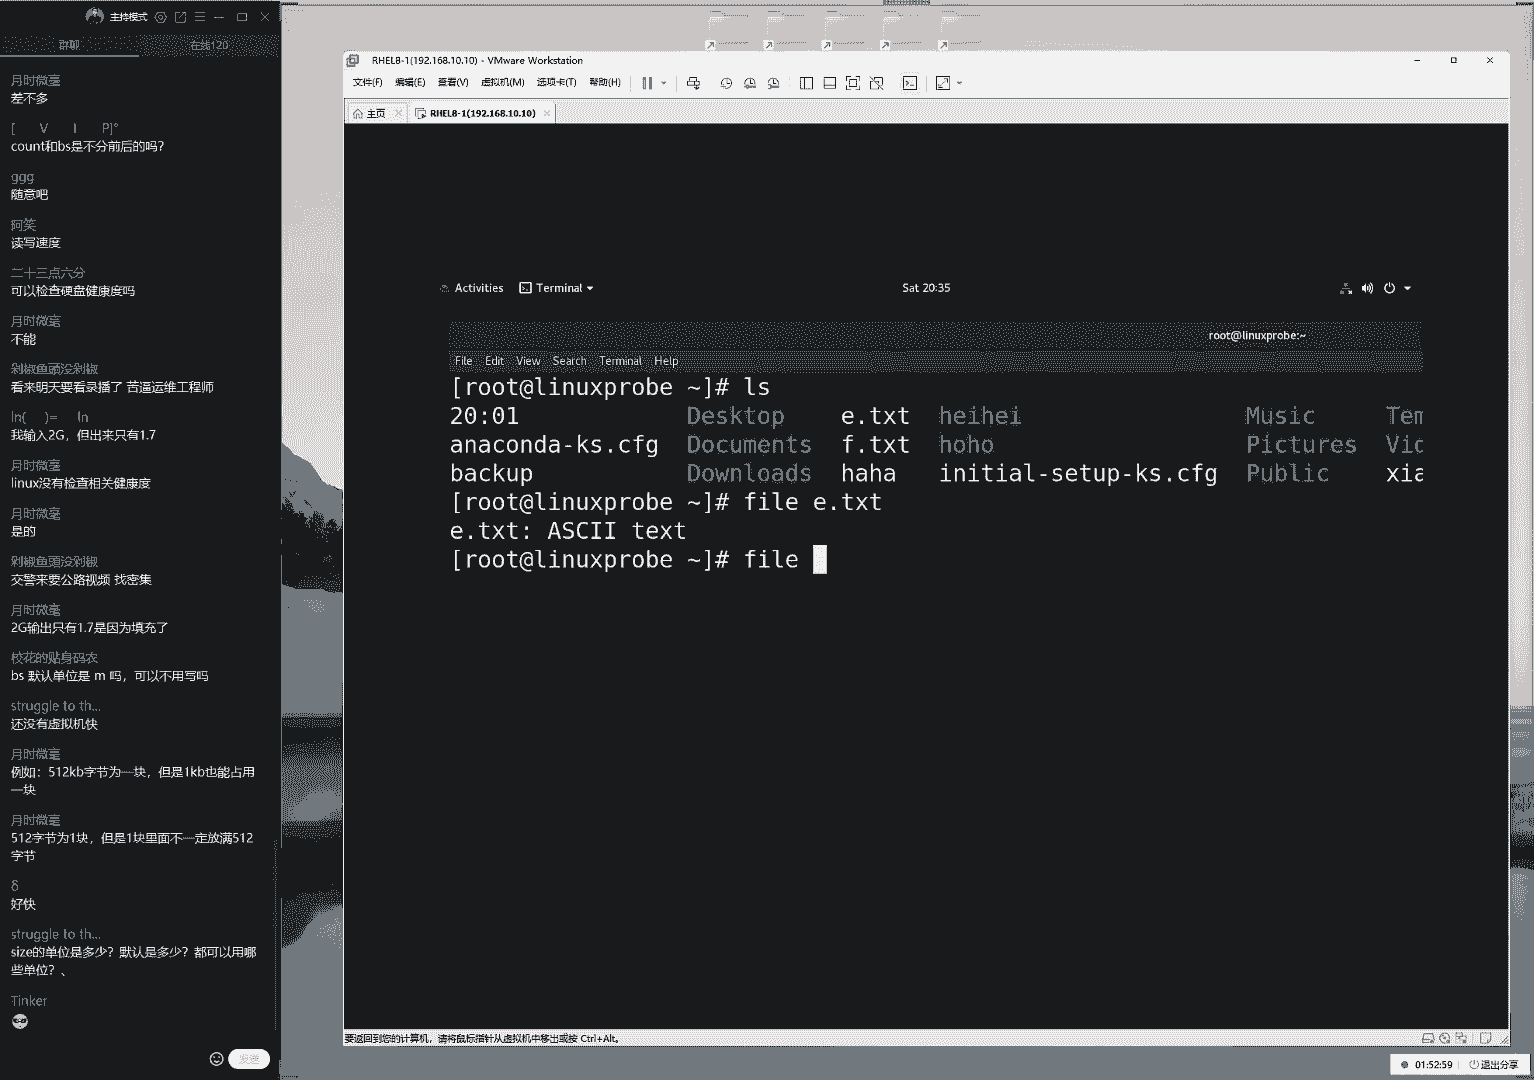 主持模式
群聊
在线120
月时微毫
差不多
[ V I P]°
count和bs是不分前后的吗?
ggg
随意吧
阿笑
读写速度
二十三点六分
可以检查硬盘健康度吗
月时微毫
不能
剁椒鱼頭没剁椒
看来明天要看录播了 苦逼运维工程师
ln( )= ln
我输入2G，但出来只有1.7
月时微毫
linux没有检查相关健康度
月时微毫
是的
剁椒鱼頭没剁椒
交警来要公路视频 找密集
月时微毫
2G输出只有1.7是因为填充了
校花的贴身码农
bs 默认单位是 m 吗，可以不用写吗
struggle to th...
还没有虚拟机快
月时微毫
例如：512kb字节为一块，但是1kb也能占用
一块
月时微毫
512字节为1块，但是1块里面不一定放满512
字节
δ
好快
struggle to th...
size的单位是多少？默认是多少？都可以用哪
些单位？、
Tinker
发送
RHEL8-1(192.168.10.10) - VMware Workstation
文件(F) 编辑(E) 查看(V) 虚拟机(M) 选项卡(T) 帮助(H)
主页 RHEL8-1(192.168.10.10)
Activities Terminal Sat 20:35
root@linuxprobe:~
File Edit View Search Terminal Help
[root@linuxprobe ~]# ls
20:01 Desktop e.txt heihei Music Tem
anaconda-ks.cfg Documents f.txt hoho Pictures Vid
backup Downloads haha initial-setup-ks.cfg Public xia
[root@linuxprobe ~]# file e.txt
e.txt: ASCII text
[root@linuxprobe ~]# file
要返回到您的计算机，请将鼠标指针从虚拟机中移出或按 Ctrl+Alt。
01:52:59 退出分享